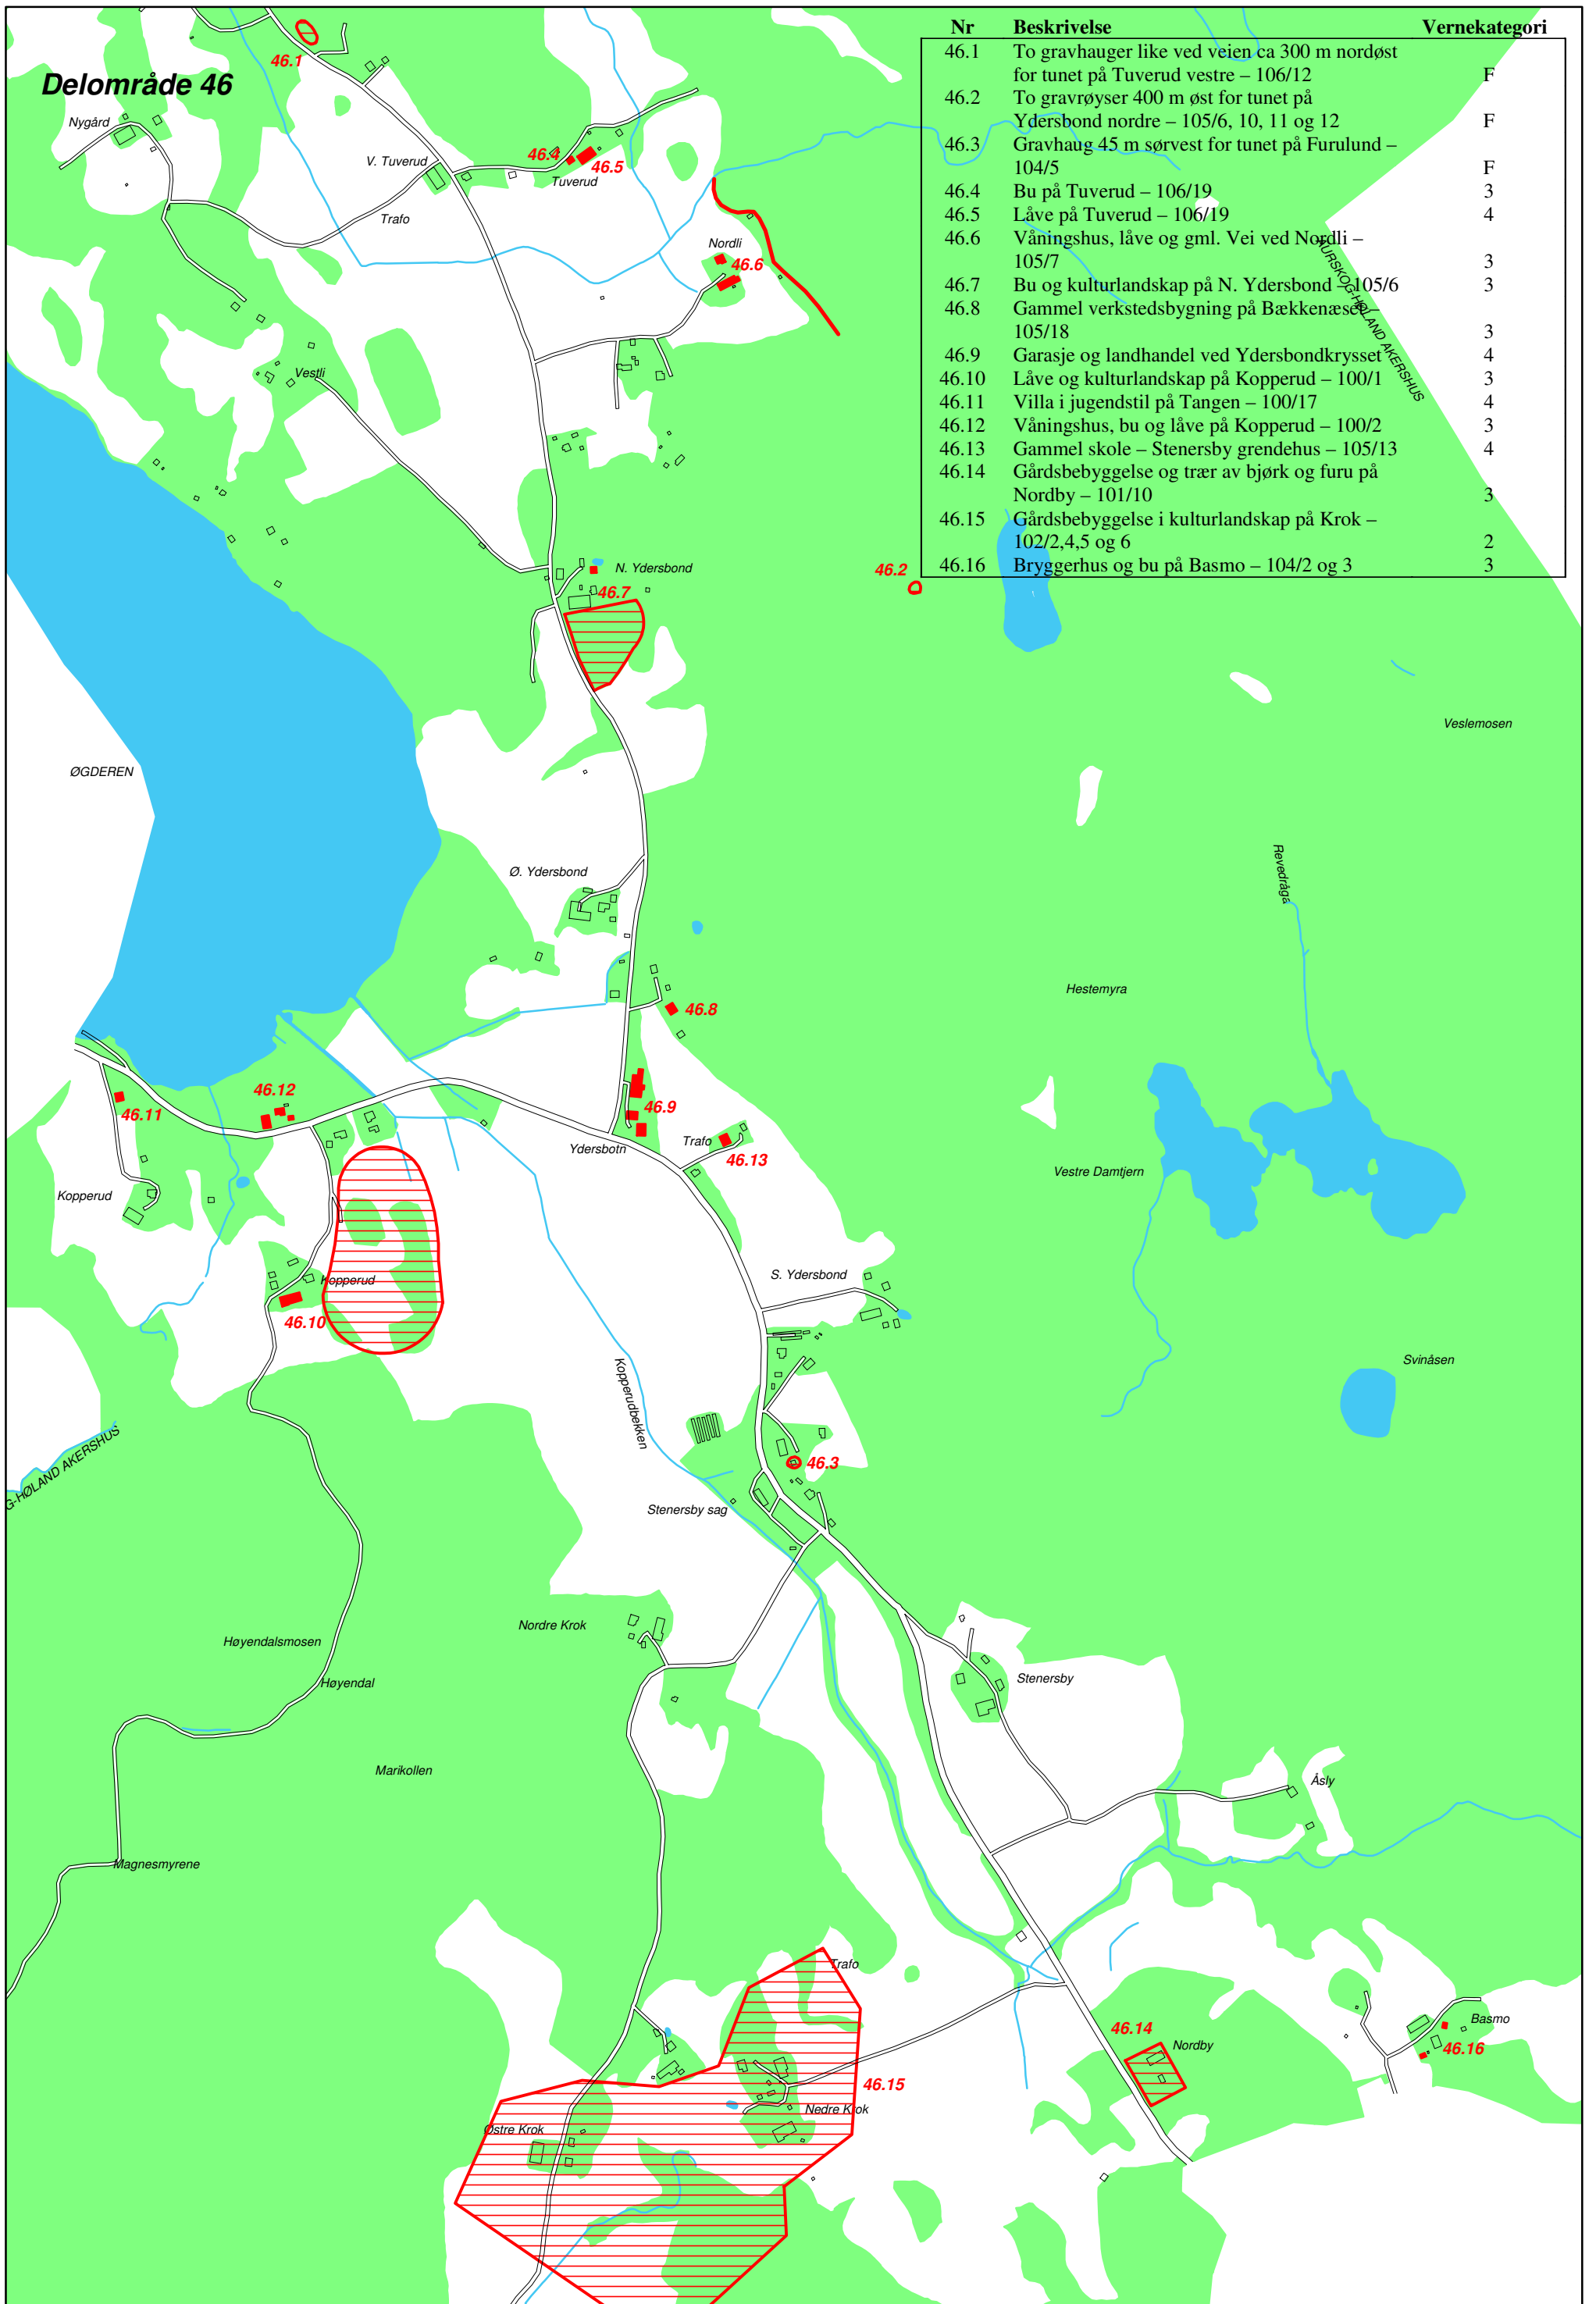 Delområde 46
Nr Beskrivelse Vernekategori
46.1 To gravhauger like ved veien ca 300 m nordøst
for tunet på Tuverud vestre – 106/12 F
46.2 To gravrøyser 400 m øst for tunet på
Ydersbond nordre – 105/6, 10, 11 og 12 F
46.3 Gravhaug 45 m sørvest for tunet på Furulund –
104/5 F
46.4 Bu på Tuverud – 106/19 3
46.5 Låve på Tuverud – 106/19 4
46.6 Våningshus, låve og gml. Vei ved Nordli –
105/7 3
46.7 Bu og kulturlandskap på N. Ydersbond – 105/6 3
46.8 Gammel verkstedsbygning på Bækkenæset –
105/18 3
46.9 Garasje og landhandel ved Ydersbondkrysset 4
46.10 Låve og kulturlandskap på Kopperud – 100/1 3
46.11 Villa i jugendstil på Tangen – 100/17 4
46.12 Våningshus, bu og låve på Kopperud – 100/2 3
46.13 Gammel skole – Stenersby grendehus – 105/13 4
46.14 Gårdsbebyggelse og trær av bjørk og furu på
Nordby – 101/10 3
46.15 Gårdsbebyggelse i kulturlandskap på Krok –
102/2,4,5 og 6 2
46.16 Bryggerhus og bu på Basmo – 104/2 og 3 3
46.1
Nygård
V. Tuverud
46.4
46.5
Tuverud
Trafo
Nordli
46.6
AURSKOG-HØLAND AKERSHUS
Vestli
N. Ydersbond
46.2
46.7
Veslemosen
ØGDEREN
Ø. Ydersbond
Revedråga
Hestemyra
46.8
46.12
46.11
46.9
Ydersbotn
Trafo
46.13
Vestre Damtjern
Kopperud
S. Ydersbond
Kopperud
46.10
Svinåsen
Kopperudbekken
G-HØLAND AKERSHUS
46.3
Stenersby sag
Nordre Krok
Høyendalsmosen
Stenersby
Høyendal
Marikollen
Åsly
Magnesmyrene
Trafo
46.14
Basmo
Nordby
46.16
46.15
Nedre Krok
Østre Krok